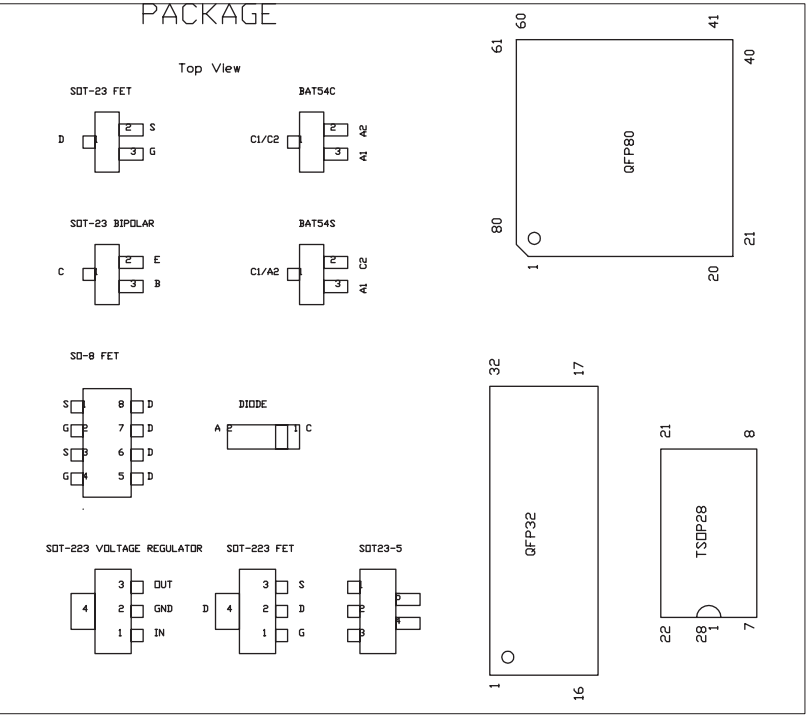 PACKAGE
Top View
SOT-23 FET
D 1 2 S
3 G
BAT54C
C1/C2 1 2 A2
3 A1
SOT-23 BIPOLAR
C 1 2 E
3 B
BAT54S
C1/A2 1 2 C2
3 A1
SO-8 FET
S 1 8 D
G 2 7 D
S 3 6 D
G 4 5 D
DIODE
A 2 1 C
SOT-223 VOLTAGE REGULATOR
3 OUT
4 2 GND
1 IN
SOT-223 FET
3 S
D 4 2 D
1 G
SOT23-5
1
5
2
4
3
60 41
61 40
QFP80
80 21
1 20
32 17
QFP32
1 16
21 8
TSOP28
22 28 1 7